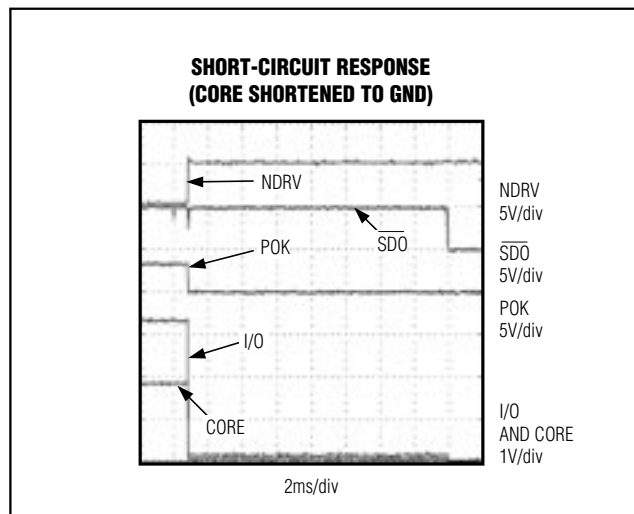 SHORT-CIRCUIT RESPONSE
(CORE SHORTENED TO GND)
NDRV
SDO
POK
I/O
CORE
NDRV
5V/div
SDO
5V/div
POK
5V/div
I/O
AND CORE
1V/div
2ms/div